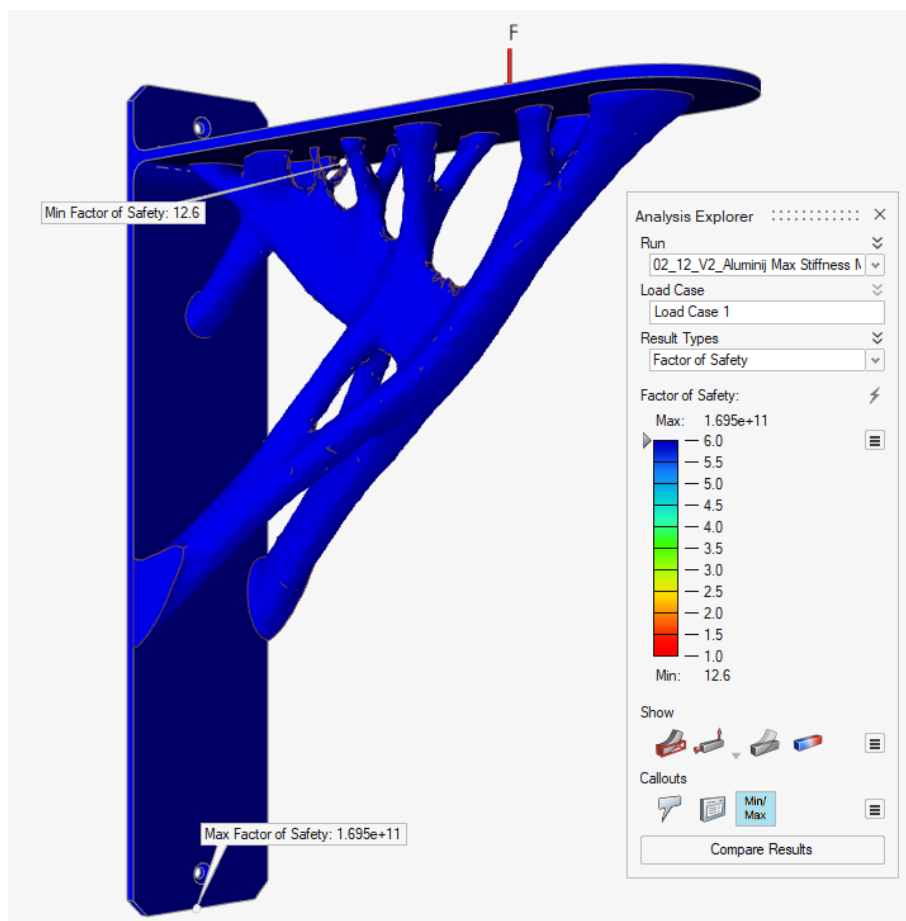 F
Min Factor of Safety: 12.6
Max Factor of Safety: 1.695e+11
Analysis Explorer
Run
02_12_V2_Aluminij Max Stiffness M
Load Case
Load Case 1
Result Types
Factor of Safety
Factor of Safety:
Max: 1.695e+11
6.0
5.5
5.0
4.5
4.0
3.5
3.0
2.5
2.0
1.5
1.0
Min: 12.6
Show
Callouts
Min/
Max
Compare Results